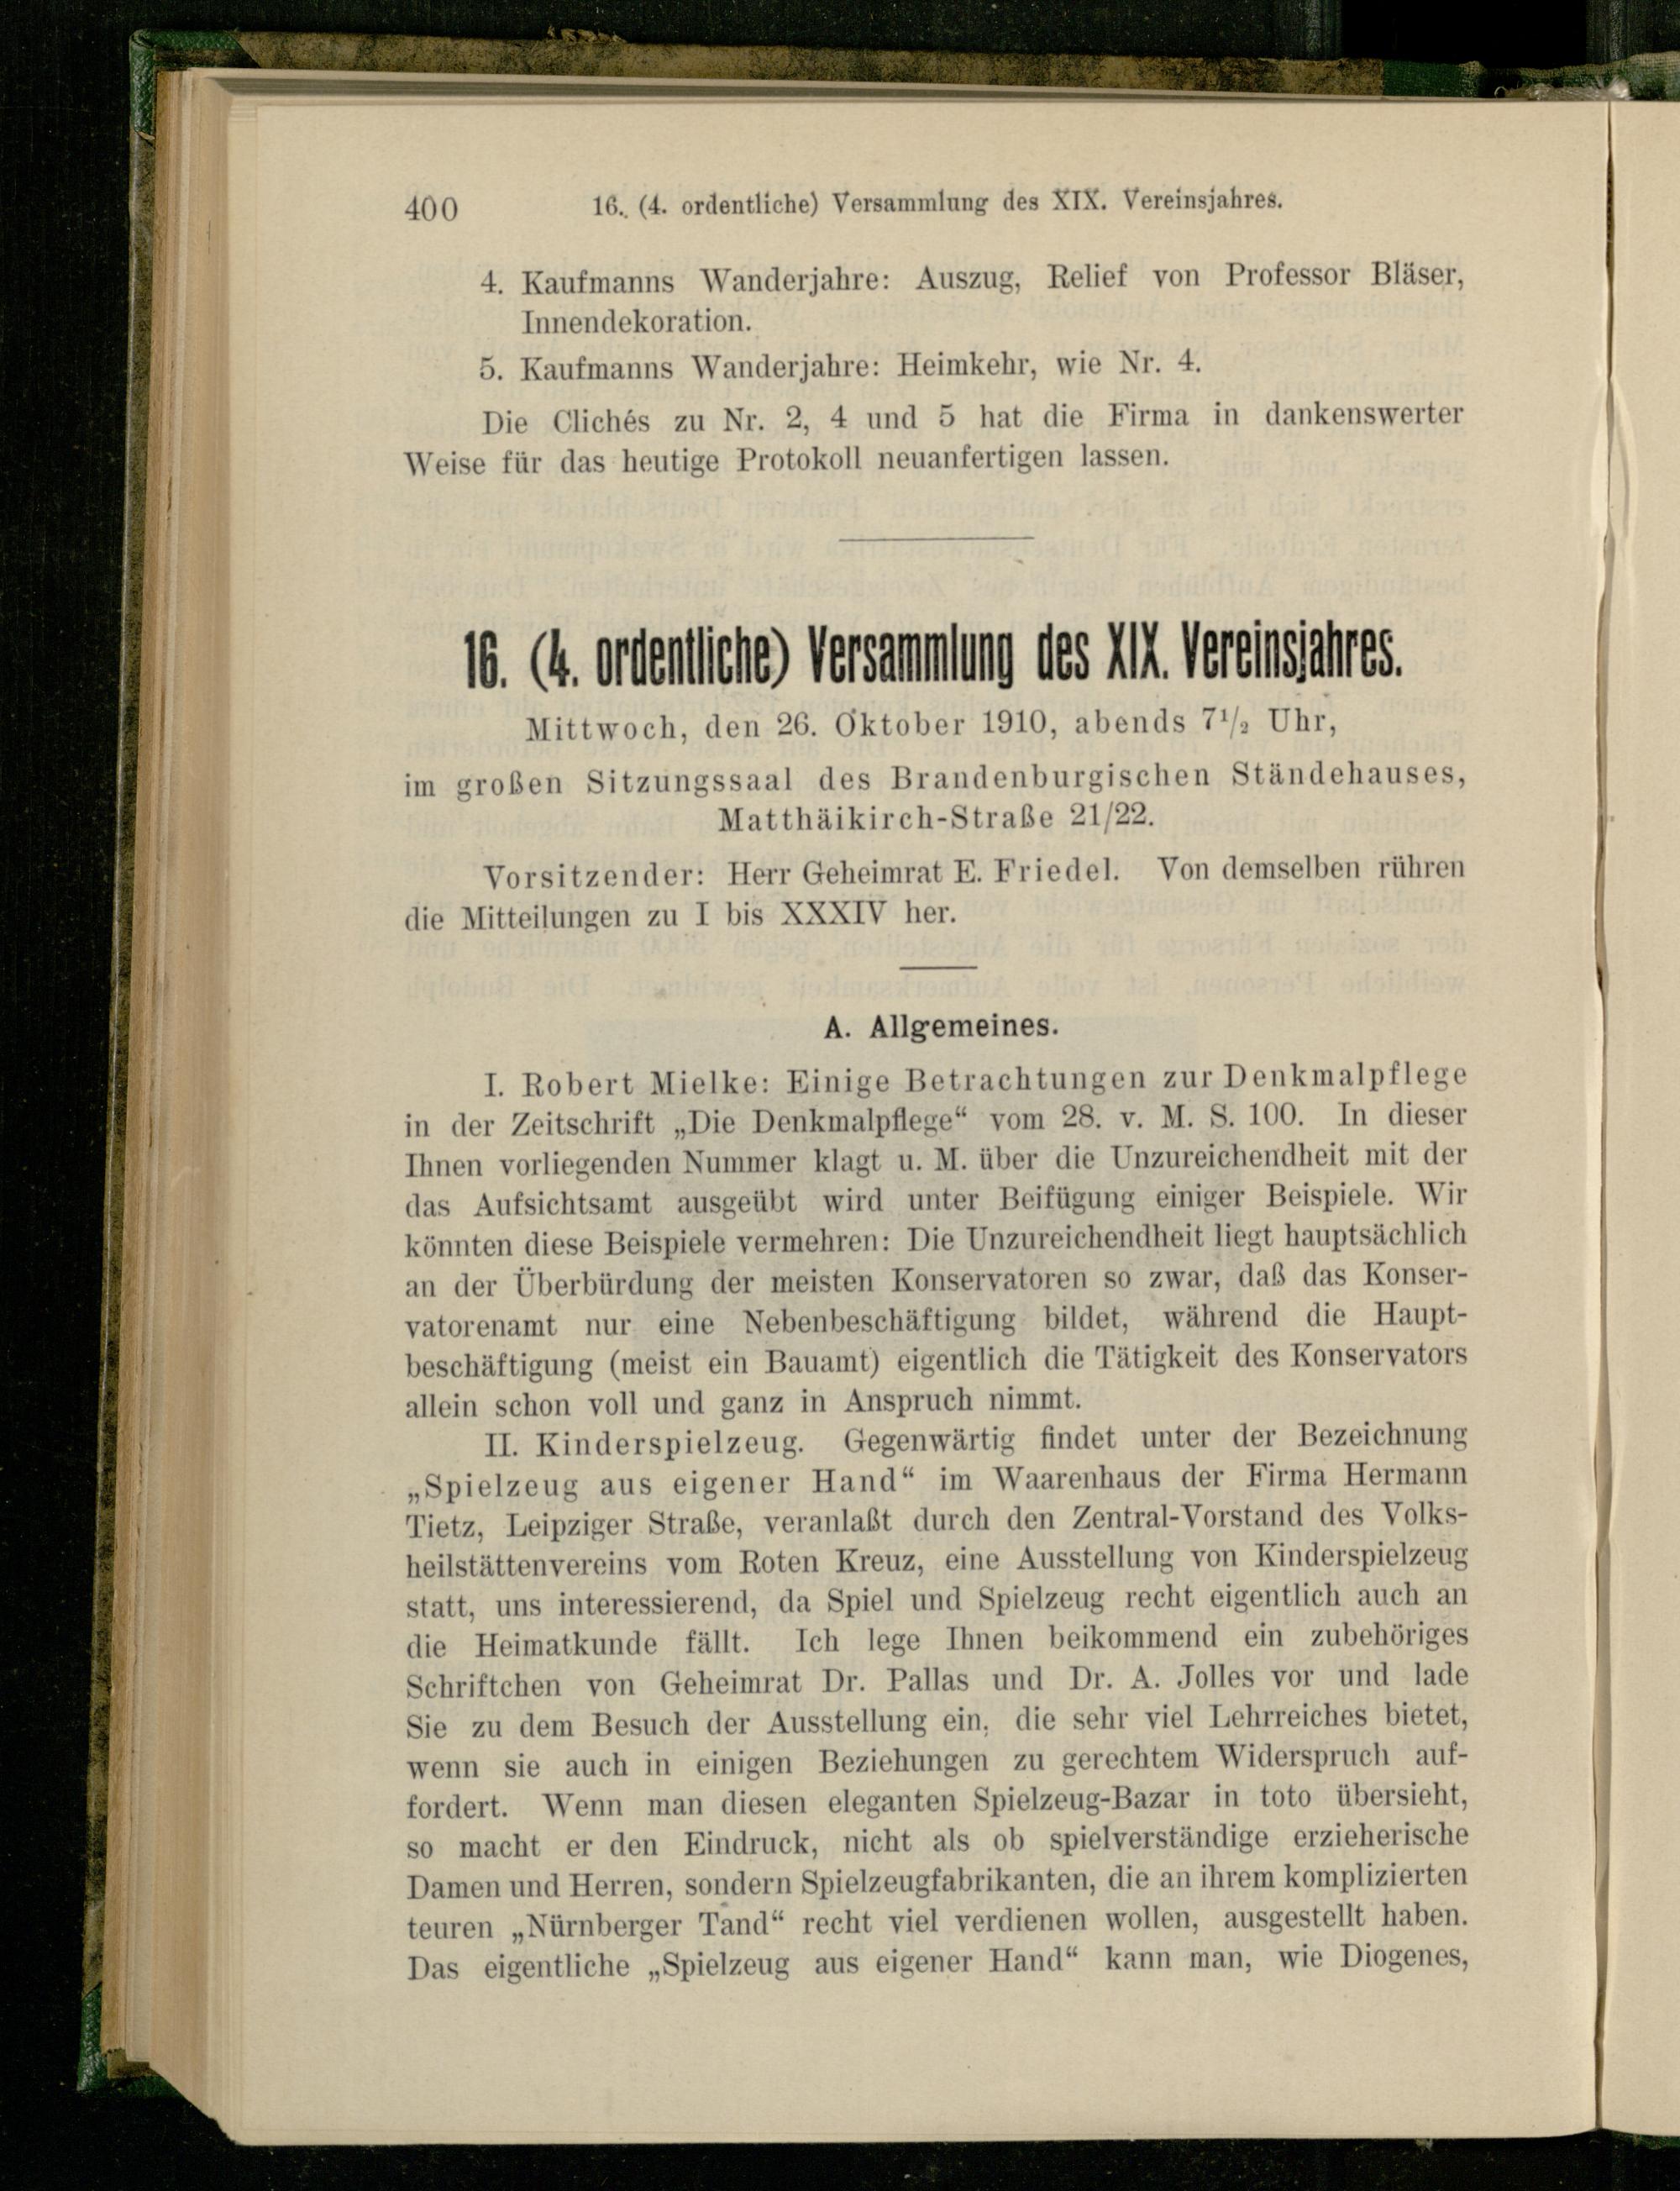 400 16. (4. ordentliche) Versammlung des XIX. Vereinsjahres.
4. Kaufmanns Wanderjahre: Auszug, Relief von Professor Bläser,
Innendekoration.
5. Kaufmanns Wanderjahre: Heimkehr, wie Nr. 4.
Die Clichés zu Nr. 2, 4 und 5 hat die Firma in dankenswerter
Weise für das heutige Protokoll neuanfertigen lassen.
16. (4. ordentliche) Versammlung des XIX. Vereinsjahres.
Mittwoch, den 26. Oktober 1910, abends 7½ Uhr,
im großen Sitzungssaal des Brandenburgischen Ständehauses,
Matthäikirch-Straße 21/22.
Vorsitzender: Herr Geheimrat E. Friedel. Von demselben rühren
die Mitteilungen zu I bis XXXIV her.
A. Allgemeines.
I. Robert Mielke: Einige Betrachtungen zur Denkmalpflege
in der Zeitschrift „Die Denkmalpflege“ vom 28. v. M. S. 100. In dieser
Ihnen vorliegenden Nummer klagt u. M. über die Unzureichendheit mit der
das Aufsichtsamt ausgeübt wird unter Beifügung einiger Beispiele. Wir
könnten diese Beispiele vermehren: Die Unzureichendheit liegt hauptsächlich
an der Überbürdung der meisten Konservatoren so zwar, daß das Konser-
vatorenamt nur eine Nebenbeschäftigung bildet, während die Haupt-
beschäftigung (meist ein Bauamt) eigentlich die Tätigkeit des Konservators
allein schon voll und ganz in Anspruch nimmt.
II. Kinderspielzeug. Gegenwärtig findet unter der Bezeichnung
„Spielzeug aus eigener Hand“ im Waarenhaus der Firma Hermann
Tietz, Leipziger Straße, veranlaßt durch den Zentral-Vorstand des Volks-
heilstättenvereins vom Roten Kreuz, eine Ausstellung von Kinderspielzeug
statt, uns interessierend, da Spiel und Spielzeug recht eigentlich auch an
die Heimatkunde fällt. Ich lege Ihnen beikommend ein zubehöriges
Schriftchen von Geheimrat Dr. Pallas und Dr. A. Jolles vor und lade
Sie zu dem Besuch der Ausstellung ein, die sehr viel Lehrreiches bietet,
wenn sie auch in einigen Beziehungen zu gerechtem Widerspruch auf-
fordert. Wenn man diesen eleganten Spielzeug-Bazar in toto übersieht,
so macht er den Eindruck, nicht als ob spielverständige erzieherische
Damen und Herren, sondern Spielzeugfabrikanten, die an ihrem komplizierten
teuren „Nürnberger Tand“ recht viel verdienen wollen, ausgestellt haben.
Das eigentliche „Spielzeug aus eigener Hand“ kann man, wie Diogenes,